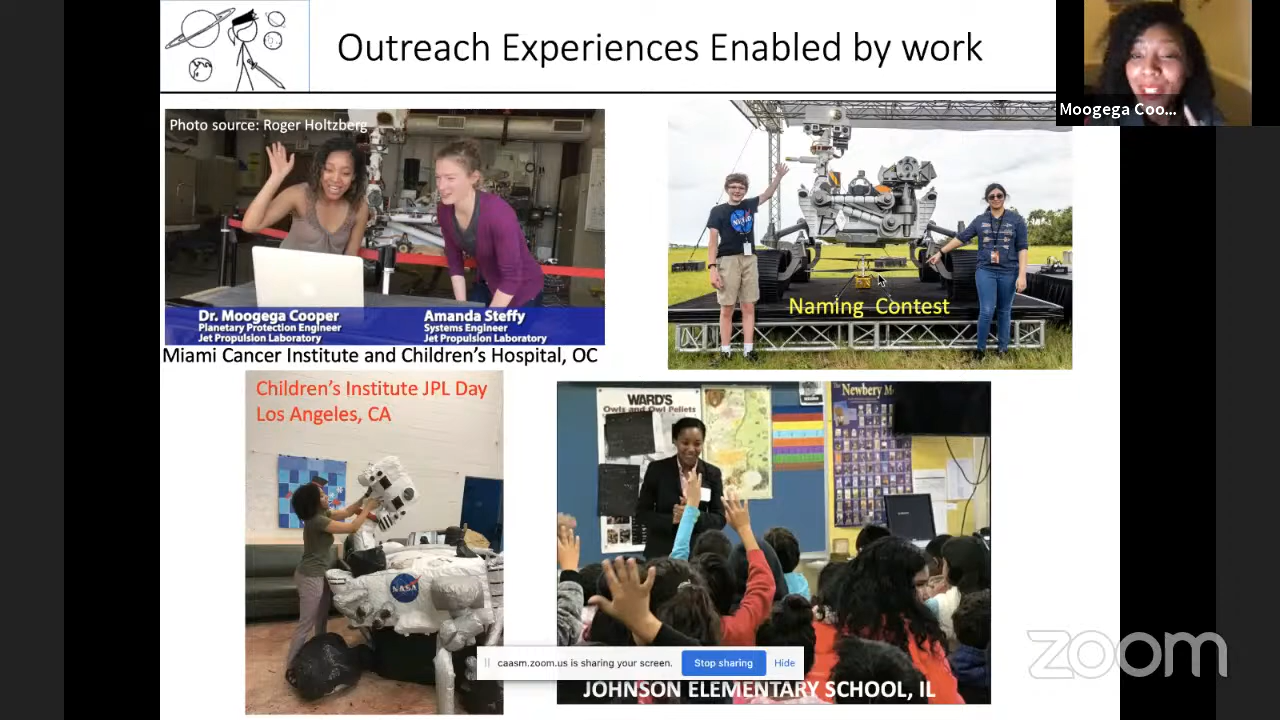 Outreach Experiences Enabled by work
Moogega Coo...
Photo source: Roger Holtzberg
Dr. Moogega Cooper
Planetary Protection Engineer
Jet Propulsion Laboratory
Amanda Steffy
Systems Engineer
Jet Propulsion Laboratory
Miami Cancer Institute and Children's Hospital, OC
NASA
Naming Contest
Children's Institute JPL Day
Los Angeles, CA
NASA
WARD'S
Owls and Owl Pellets
Newbery
caasm.zoom.us is sharing your screen.
Stop sharing
Hide
JOHNSON ELEMENTARY SCHOOL, IL
zoom